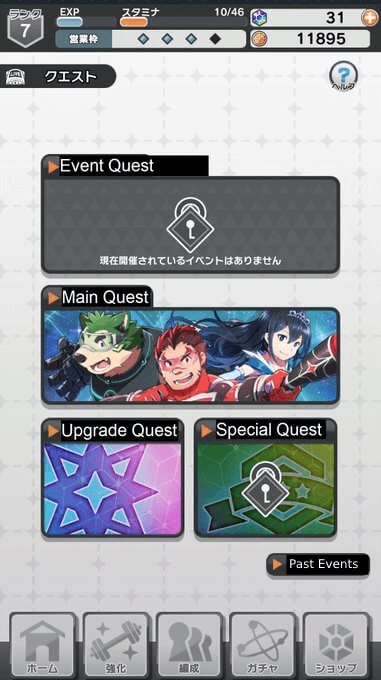 ランク
7
EXP
スタミナ
10/46
31
営業枠
11895
クエスト
?
ヘルプ
Event Quest
現在開催されているイベントはありません
Main Quest
Upgrade Quest
Special Quest
Past Events
ホーム
強化
編成
ガチャ
ショップ